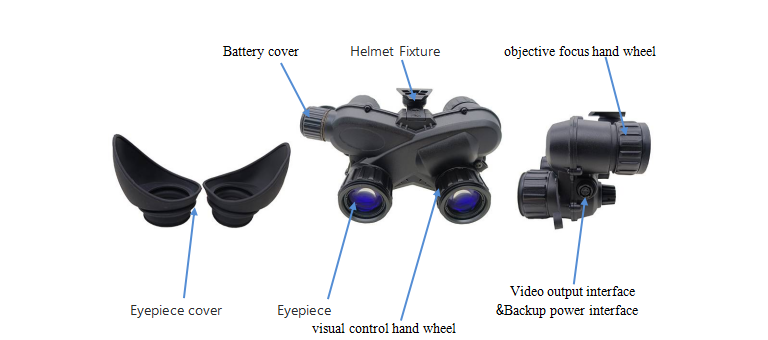 Battery cover
Helmet Fixture
objective focus hand wheel
Eyepiece cover
Eyepiece
visual control hand wheel
Video output interface
&Backup power interface